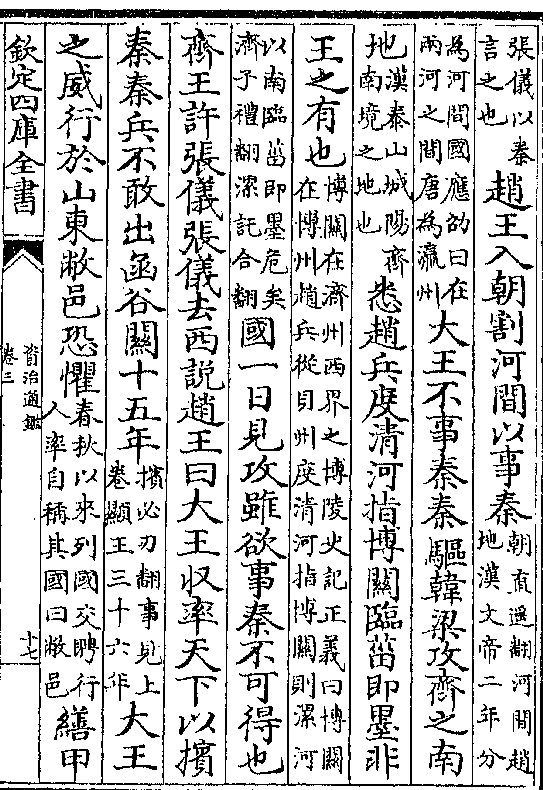 張儀以秦言之也趙王入朝割河間以事秦朝直遥翻河間趙地漢文帝二年分
為河間國應劭曰在兩河之間唐為瀛州大王不事秦秦驅韓梁攻齊之南
地漢泰山城陽齊南境之地也悉趙兵度清河指博關臨菑即墨非
王之有也博關在濟州西界之博陵史記正義曰博關在博州趙兵從貝州度清河指博關則漯河
以南臨菑即墨危矣濟子禮翻漯託合翻國一日見攻雖欲事秦不可得也
齊王許張儀張儀去西說趙王曰大王収率天下以擯
秦秦兵不敢出函谷關十五年擯必刃翻事見上卷顯王三十六年大王
之威行於山東敝邑恐懼春秋以來列國交聘行人率自稱其國曰敝邑繕甲
欽定四庫全書
資治通鑑
卷三
十七